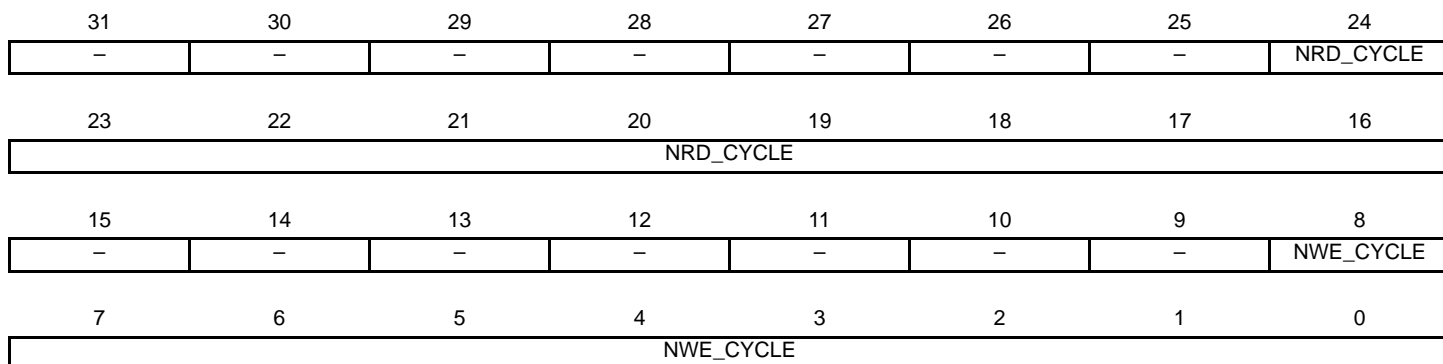 31 30 29 28 27 26 25 24
– – – – – – – NRD_CYCLE
23 22 21 20 19 18 17 16
NRD_CYCLE
15 14 13 12 11 10 9 8
– – – – – – – NWE_CYCLE
7 6 5 4 3 2 1 0
NWE_CYCLE